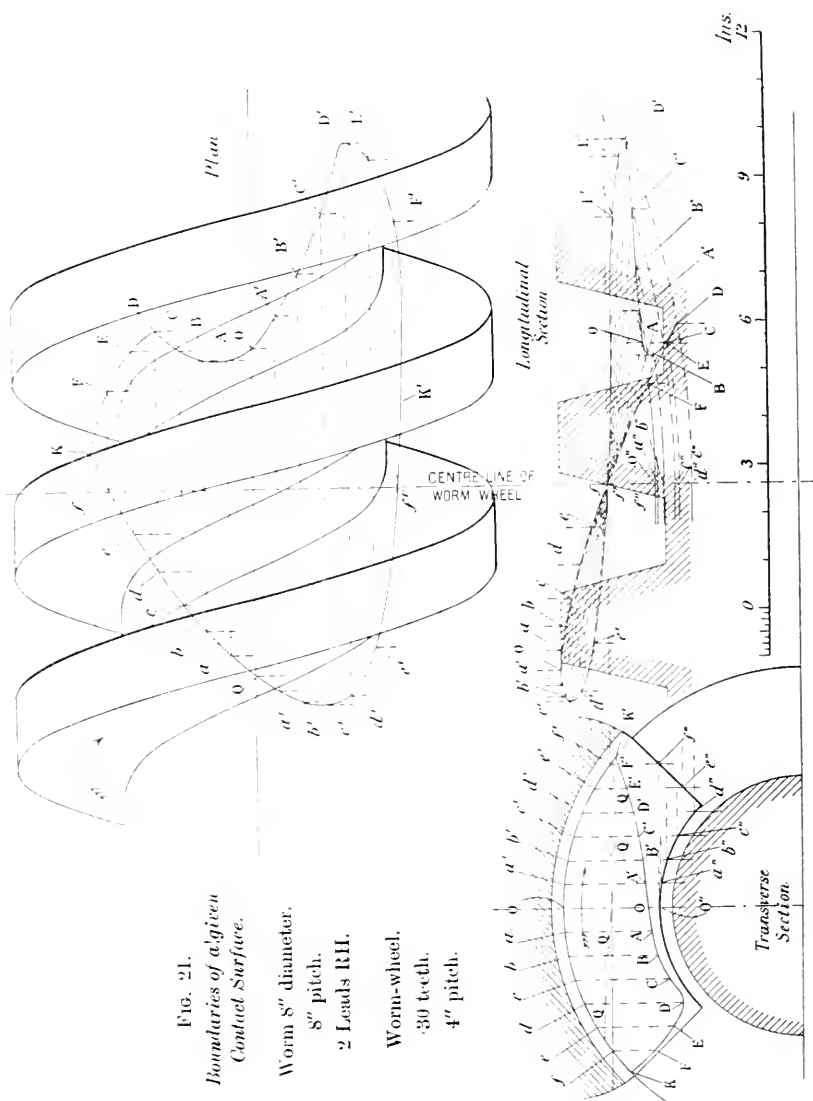 FIG. 21.
Boundaries of a given
Contact Surface.
Worm 8" diameter.
8" pitch.
2 Leads RH.
Worm-wheel.
30 teeth.
4" pitch.
Plan
K
F
E
D
C
B
A
O
A'
B'
C'
D'
E'
F'
K'
f
e
d
c
b
a
Q
a'
b'
c'
d'
e'
f'
CENTRE LINE OF
WORM WHEEL
Longitudinal
Section
F'
E'
D'
C'
B'
A'
O
A
D
C
E
B
F
O" a" b"
f"
d" e"
f
f'
f"
e
d
c
b
a
O
a'
b'
c'
d'
e'
Ins.
12
9
6
3
0
Transverse
Section
f
e
d
c
b
a
O
a'
b'
c'
d'
e'
f'
K'
Q
Q
Q
Q
K
F
E
D
C
B
A
O
A'
B'
C'
D'
E'
F'
O"
a"
b"
c"
d"
e"
f"